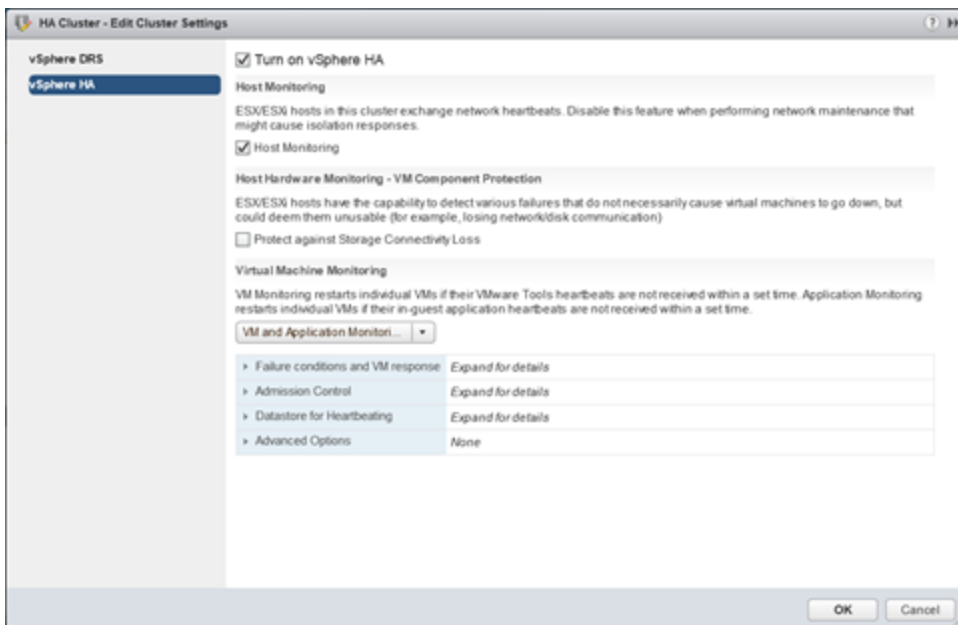 HA Cluster - Edit Cluster Settings
?
vSphere DRS
vSphere HA
Turn on vSphere HA
Host Monitoring
ESX/ESXi hosts in this cluster exchange network heartbeats. Disable this feature when performing network maintenance that
might cause isolation responses.
Host Monitoring
Host Hardware Monitoring - VM Component Protection
ESX/ESXi hosts have the capability to detect various failures that do not necessarily cause virtual machines to go down, but
could deem them unusable (for example, losing network/disk communication)
Protect against Storage Connectivity Loss
Virtual Machine Monitoring
VM Monitoring restarts individual VMs if their VMware Tools heartbeats are not received within a set time. Application Monitoring
restarts individual VMs if their in-guest application heartbeats are not received within a set time.
VM and Application Monitori...
Failure conditions and VM response Expand for details
Admission Control Expand for details
Datastore for Heartbeating Expand for details
Advanced Options None
OK Cancel